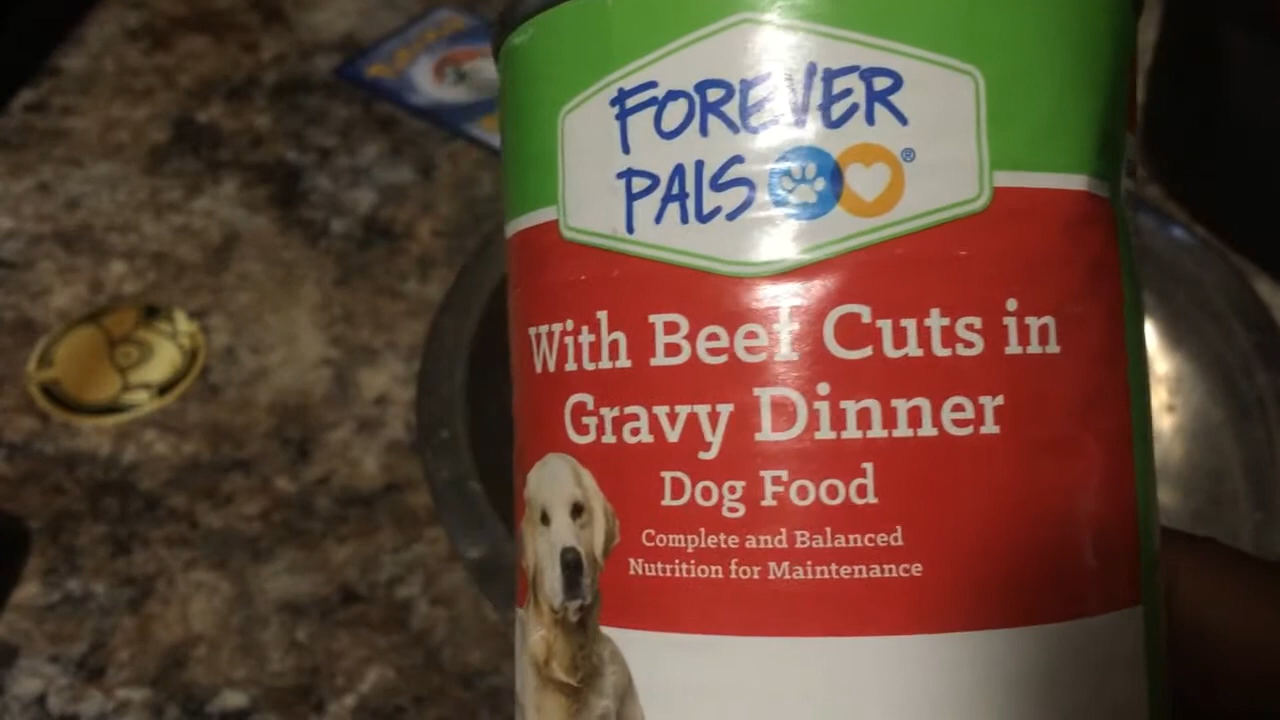 FOREVER
PALS ®
With Beef Cuts in
Gravy Dinner
Dog Food
Complete and Balanced
Nutrition for Maintenance